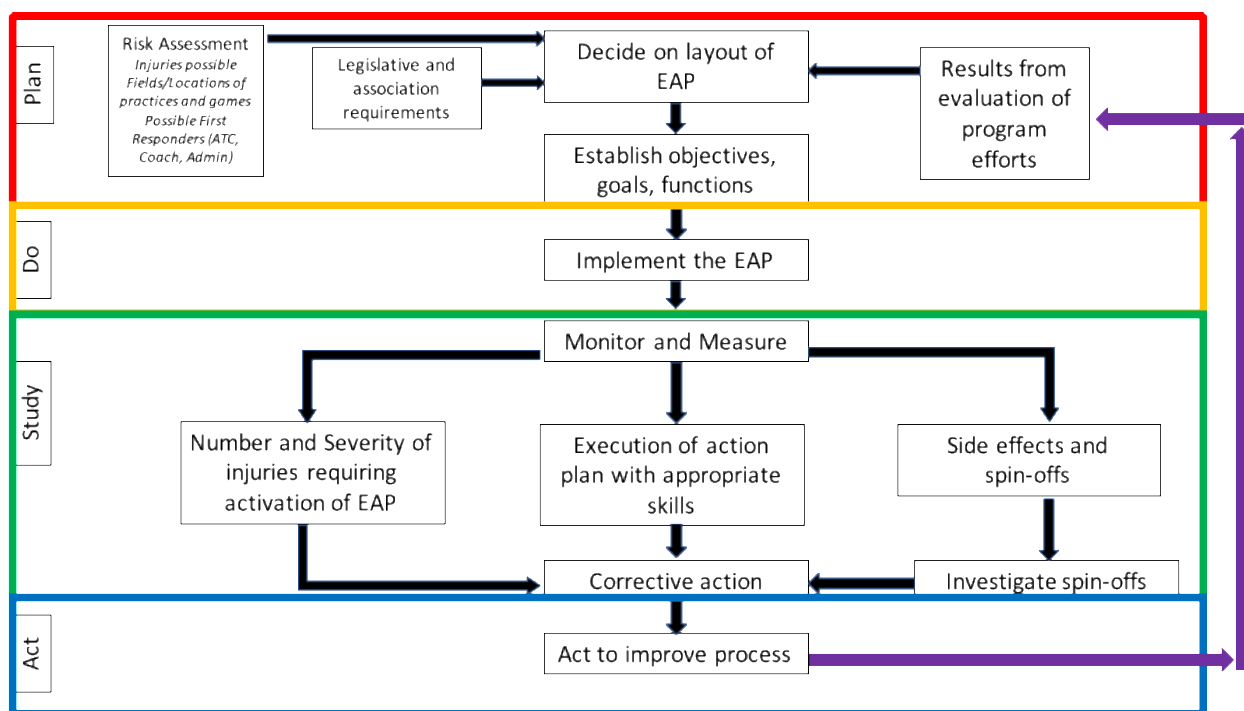 Plan
Risk Assessment
Injuries possible
Fields/Locations of
practices and games
Possible First
Responders (ATC,
Coach, Admin)
Legislative and
association
requirements
Decide on layout of
EAP
Results from
evaluation of
program
efforts
Establish objectives,
goals, functions
Do
Implement the EAP
Study
Monitor and Measure
Number and Severity of
injuries requiring
activation of EAP
Execution of action
plan with appropriate
skills
Side effects and
spin-offs
Corrective action
Investigate spin-offs
Act
Act to improve process